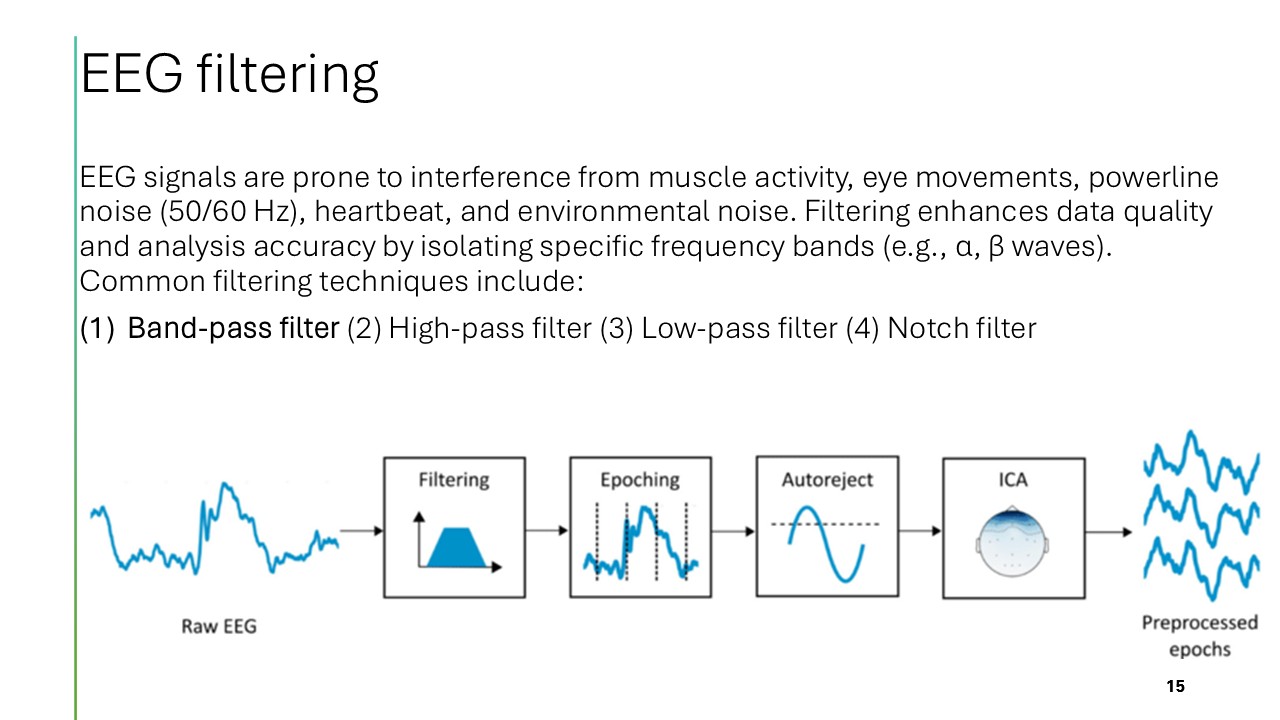 EEG filtering
EEG signals are prone to interference from muscle activity, eye movements, powerline
noise (50/60 Hz), heartbeat, and environmental noise. Filtering enhances data quality
and analysis accuracy by isolating specific frequency bands (e.g., α, β waves).
Common filtering techniques include:
(1) Band-pass filter (2) High-pass filter (3) Low-pass filter (4) Notch filter
Filtering
Epoching
Autoreject
ICA
Raw EEG
Preprocessed
epochs
15